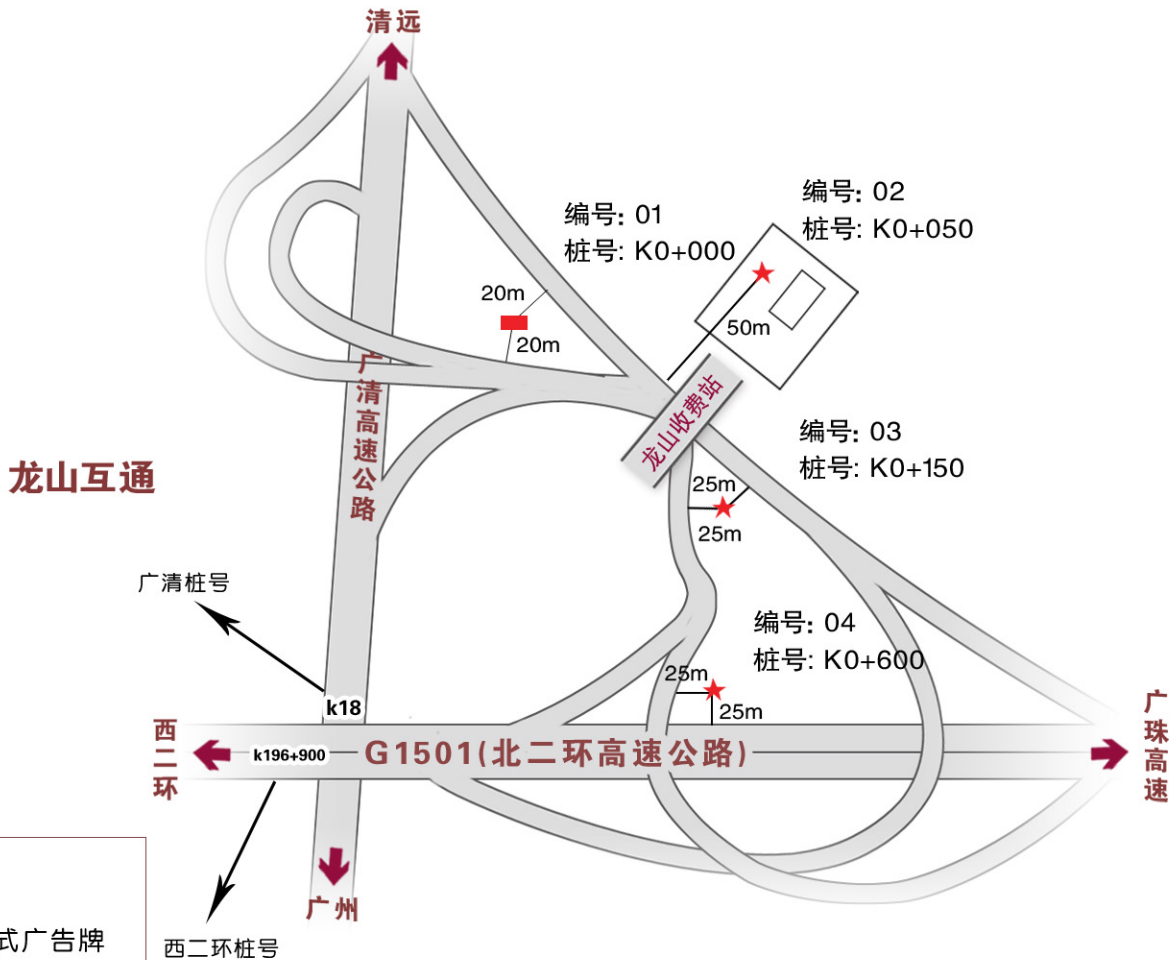 清远
编号: 02
桩号: K0+050
编号: 01
桩号: K0+000
20m
20m
50m
广清高速公路
龙山收费站
编号: 03
桩号: K0+150
25m
25m
龙山互通
广清桩号
编号: 04
桩号: K0+600
25m
25m
k18
西二环
k196+900
G1501(北二环高速公路)
广珠高速
广州
式广告牌
西二环桩号